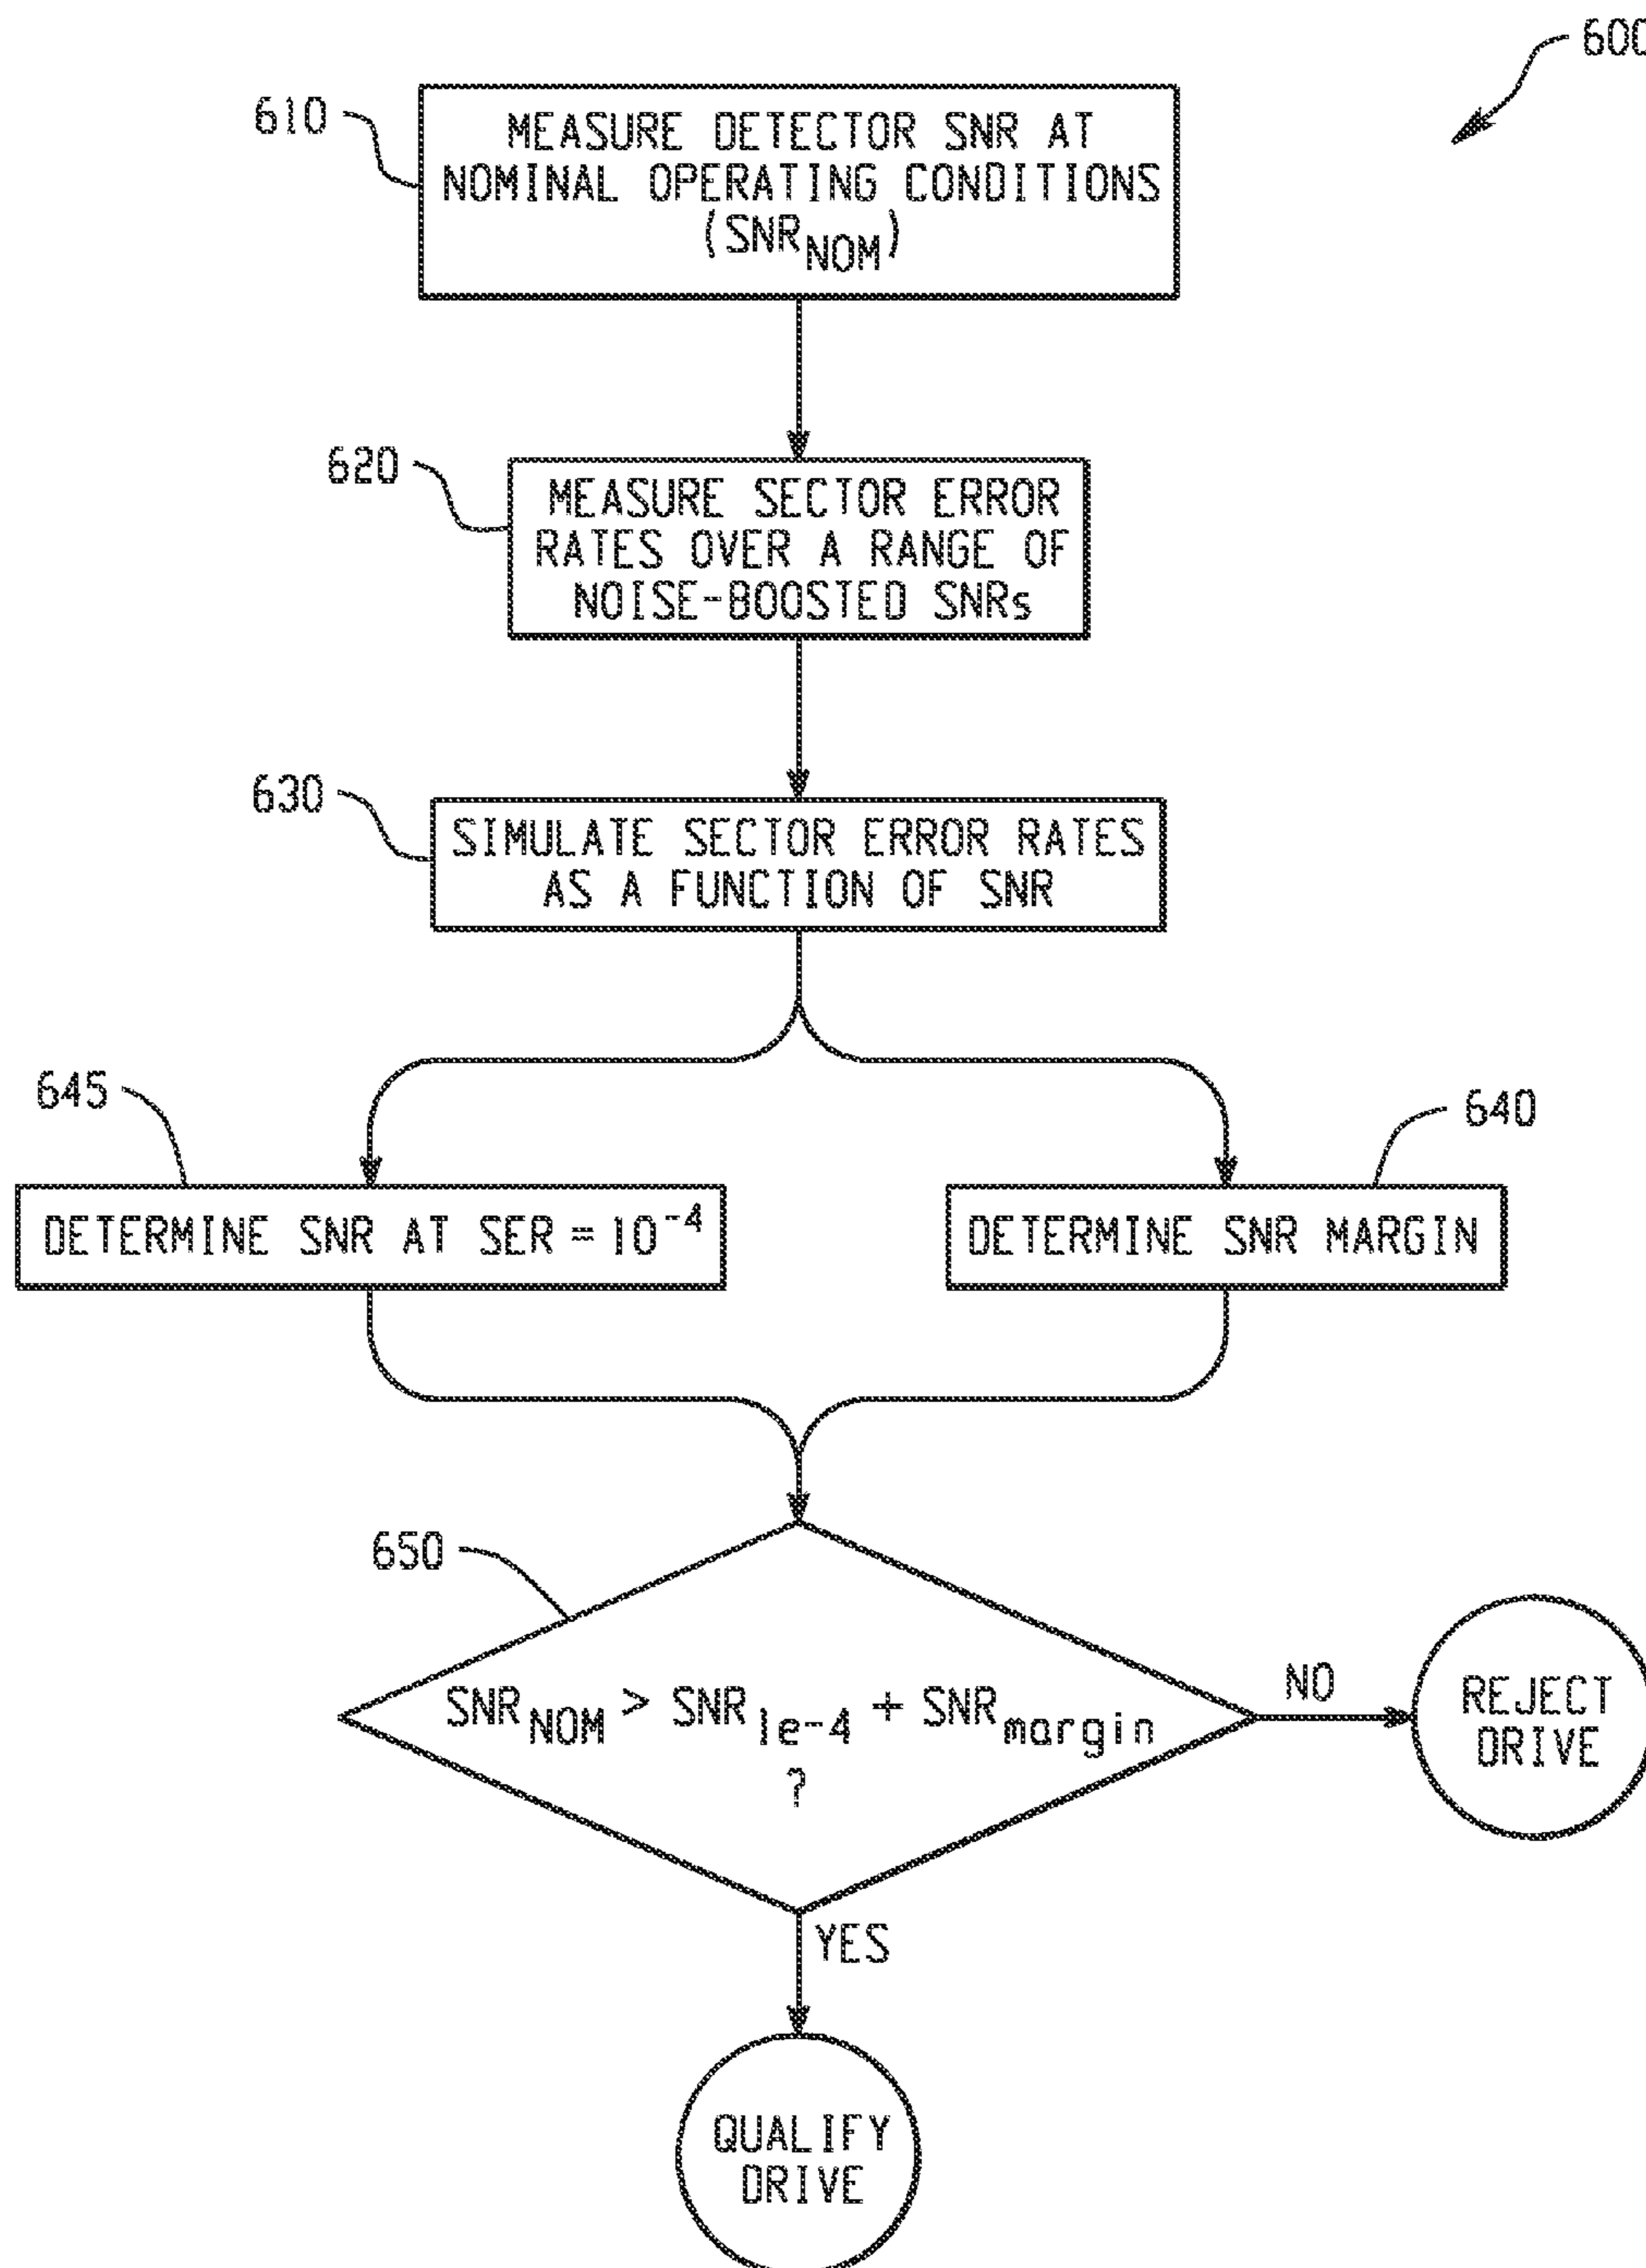 600
610
MEASURE DETECTOR SNR AT
NOMINAL OPERATING CONDITIONS
(SNR_NOM)
620
MEASURE SECTOR ERROR
RATES OVER A RANGE OF
NOISE-BOOSTED SNRs
630
SIMULATE SECTOR ERROR RATES
AS A FUNCTION OF SNR
645
640
DETERMINE SNR AT SER = 10⁻⁴
DETERMINE SNR MARGIN
650
SNR_NOM > SNR_1e-4 + SNR_margin
?
NO
REJECT
DRIVE
YES
QUALIFY
DRIVE